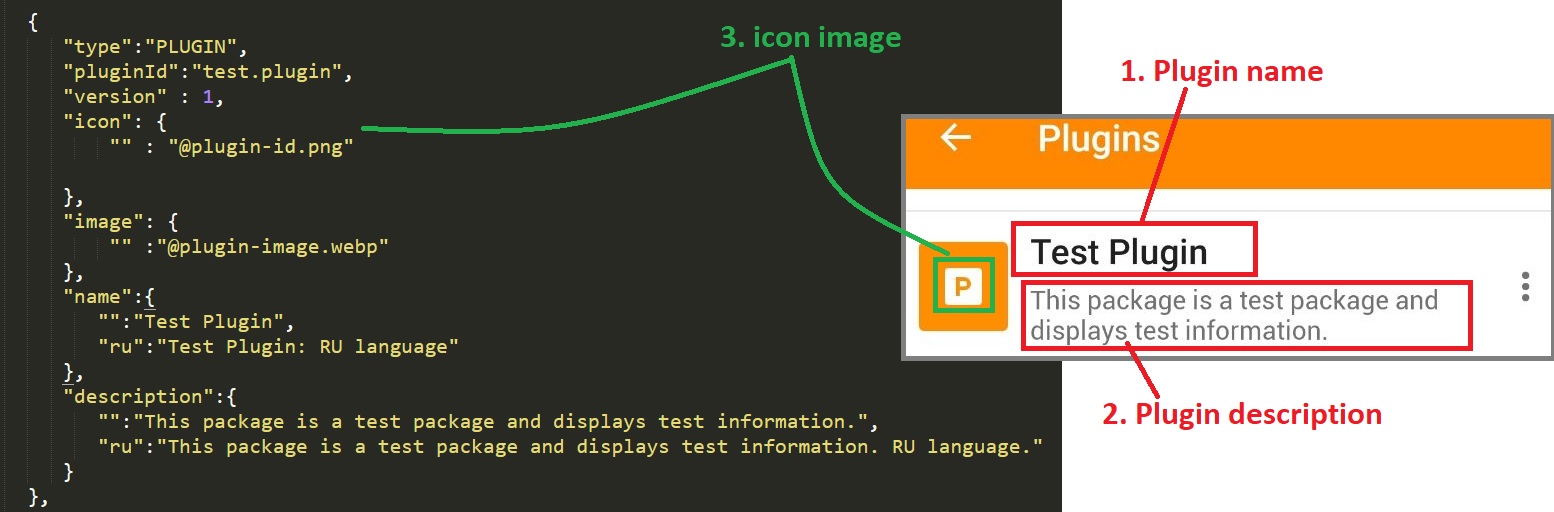 {
"type":"PLUGIN",
"pluginId":"test.plugin",
"version" : 1,
"icon": {
"" : "@plugin-id.png"
},
"image": {
"" :"@plugin-image.webp"
},
"name":{
"":"Test Plugin",
"ru":"Test Plugin: RU language"
},
"description":{
"":"This package is a test package and displays test information.",
"ru":"This package is a test package and displays test information. RU language."
}
},
3. icon image
1. Plugin name
Plugins
P
Test Plugin
This package is a test package and
displays test information.
2. Plugin description